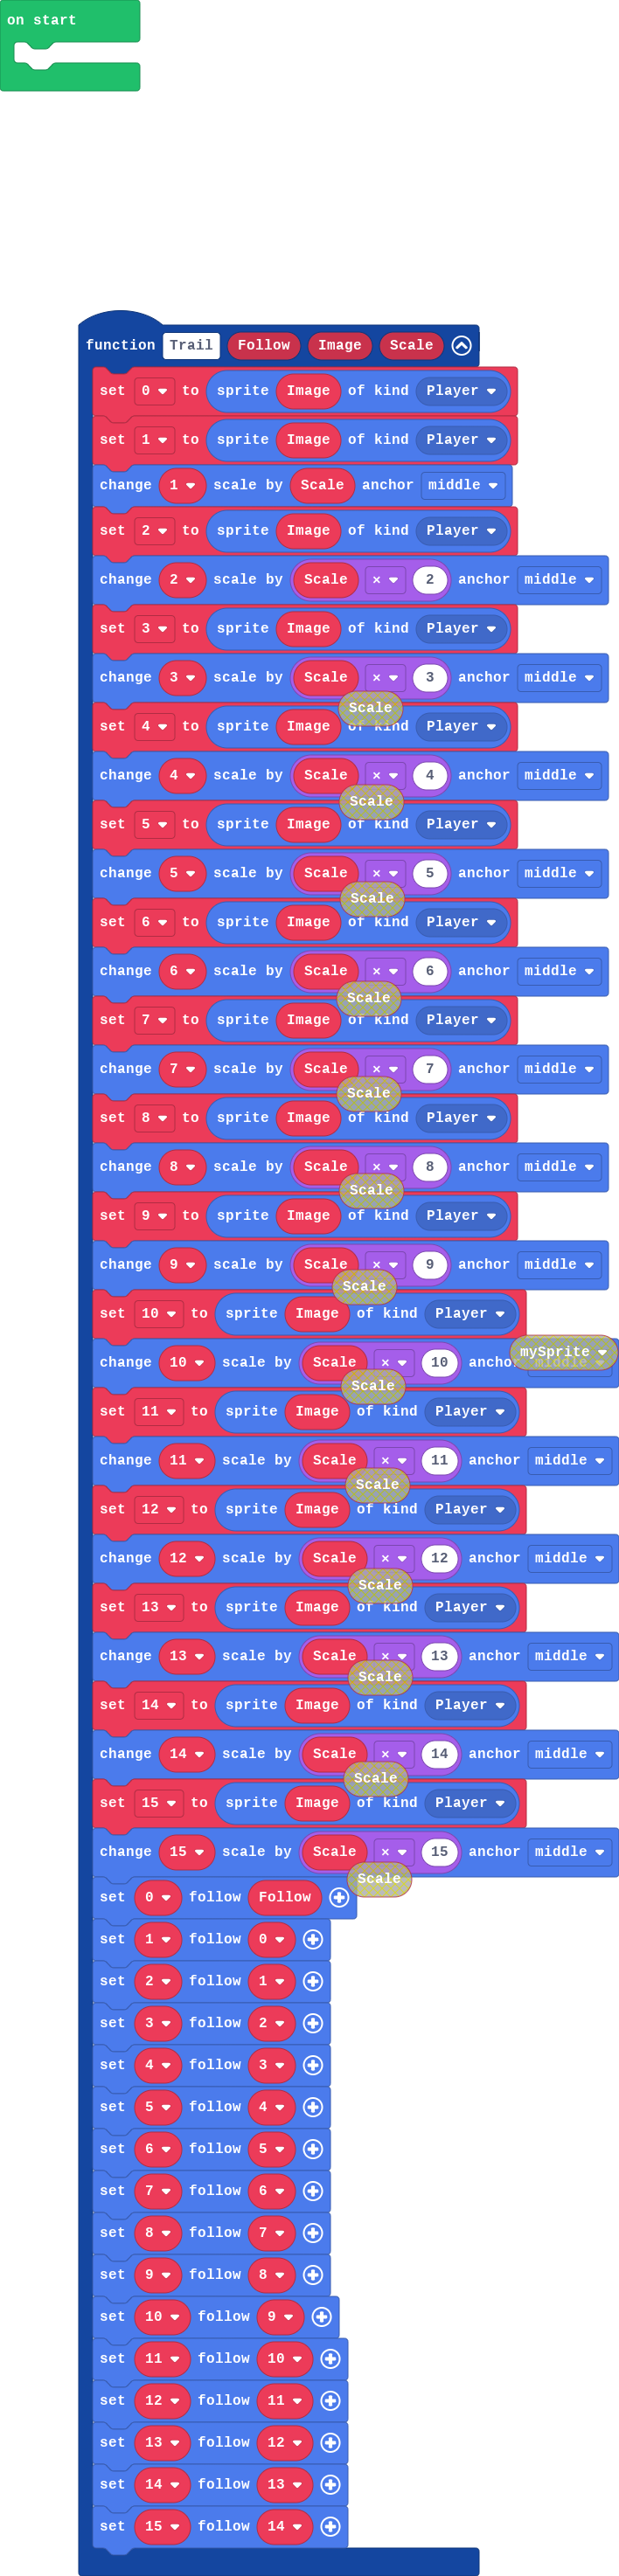 on start
function Trail Follow Image Scale
set 0 to sprite Image of kind Player
set 1 to sprite Image of kind Player
change 1 scale by Scale anchor middle
set 2 to sprite Image of kind Player
change 2 scale by Scale × 2 anchor middle
set 3 to sprite Image of kind Player
change 3 scale by Scale × 3 anchor middle
Scale
set 4 to sprite Image of kind Player
change 4 scale by Scale × 4 anchor middle
Scale
set 5 to sprite Image of kind Player
change 5 scale by Scale × 5 anchor middle
Scale
set 6 to sprite Image of kind Player
change 6 scale by Scale × 6 anchor middle
Scale
set 7 to sprite Image of kind Player
change 7 scale by Scale × 7 anchor middle
Scale
set 8 to sprite Image of kind Player
change 8 scale by Scale × 8 anchor middle
Scale
set 9 to sprite Image of kind Player
change 9 scale by Scale × 9 anchor middle
Scale
set 10 to sprite Image of kind Player
mySprite
change 10 scale by Scale × 10 anchor middle
Scale
set 11 to sprite Image of kind Player
change 11 scale by Scale × 11 anchor middle
Scale
set 12 to sprite Image of kind Player
change 12 scale by Scale × 12 anchor middle
Scale
set 13 to sprite Image of kind Player
change 13 scale by Scale × 13 anchor middle
Scale
set 14 to sprite Image of kind Player
change 14 scale by Scale × 14 anchor middle
Scale
set 15 to sprite Image of kind Player
change 15 scale by Scale × 15 anchor middle
Scale
set 0 follow Follow
set 1 follow 0
set 2 follow 1
set 3 follow 2
set 4 follow 3
set 5 follow 4
set 6 follow 5
set 7 follow 6
set 8 follow 7
set 9 follow 8
set 10 follow 9
set 11 follow 10
set 12 follow 11
set 13 follow 12
set 14 follow 13
set 15 follow 14